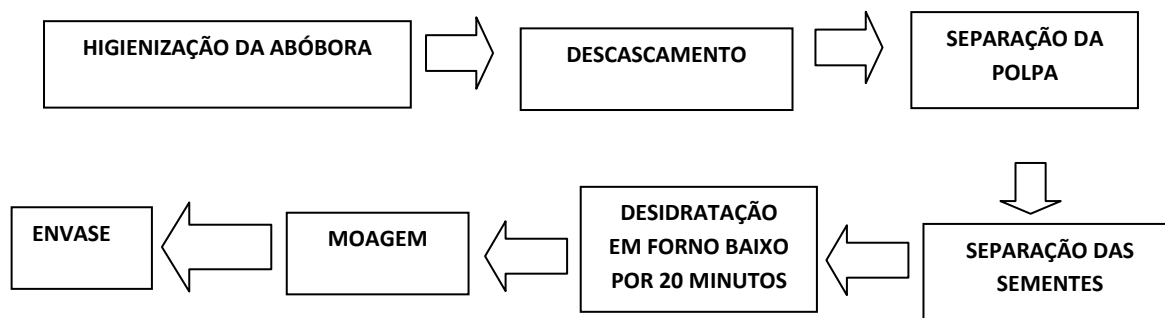 HIGIENIZAÇÃO DA ABÓBORA
DESCASCAMENTO
SEPARAÇÃO DA
POLPA
SEPARAÇÃO DAS
SEMENTES
DESIDRATAÇÃO
EM FORNO BAIXO
POR 20 MINUTOS
MOAGEM
ENVASE